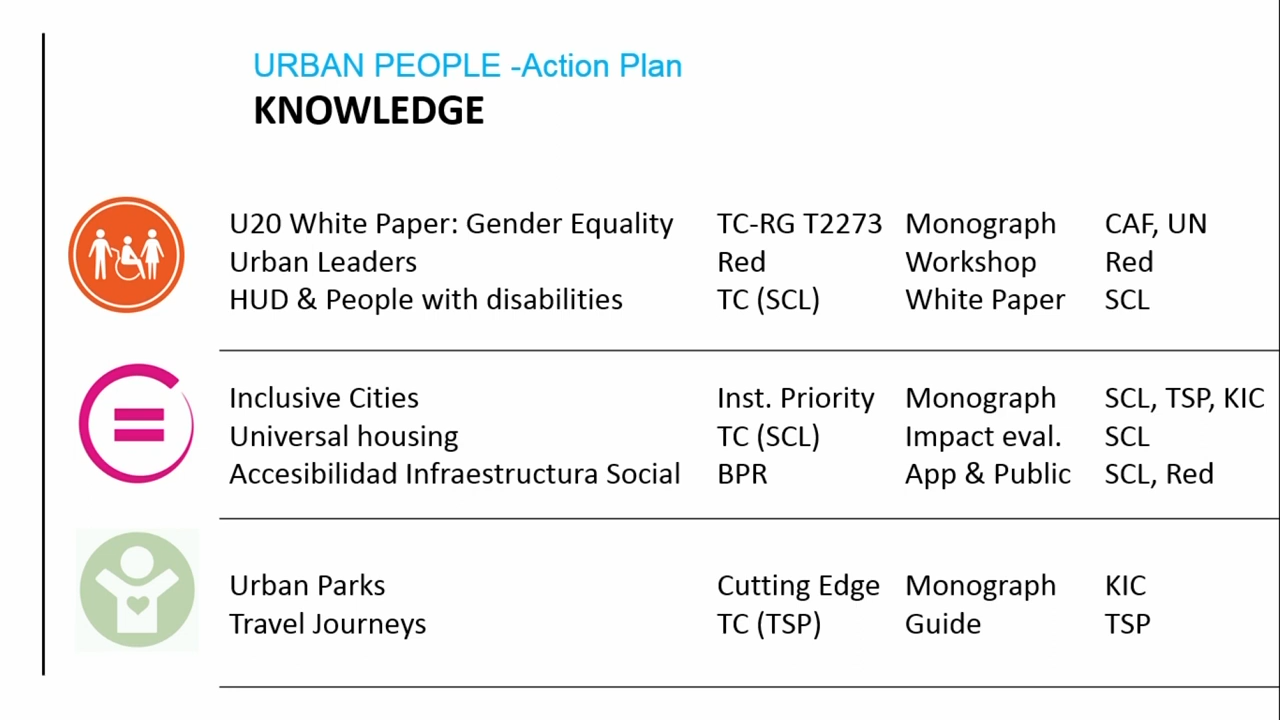 URBAN PEOPLE -Action Plan
KNOWLEDGE
U20 White Paper: Gender Equality TC-RG T2273 Monograph CAF, UN
Urban Leaders Red Workshop Red
HUD & People with disabilities TC (SCL) White Paper SCL
Inclusive Cities Inst. Priority Monograph SCL, TSP, KIC
Universal housing TC (SCL) Impact eval. SCL
Accesibilidad Infraestructura Social BPR App & Public SCL, Red
Urban Parks Cutting Edge Monograph KIC
Travel Journeys TC (TSP) Guide TSP